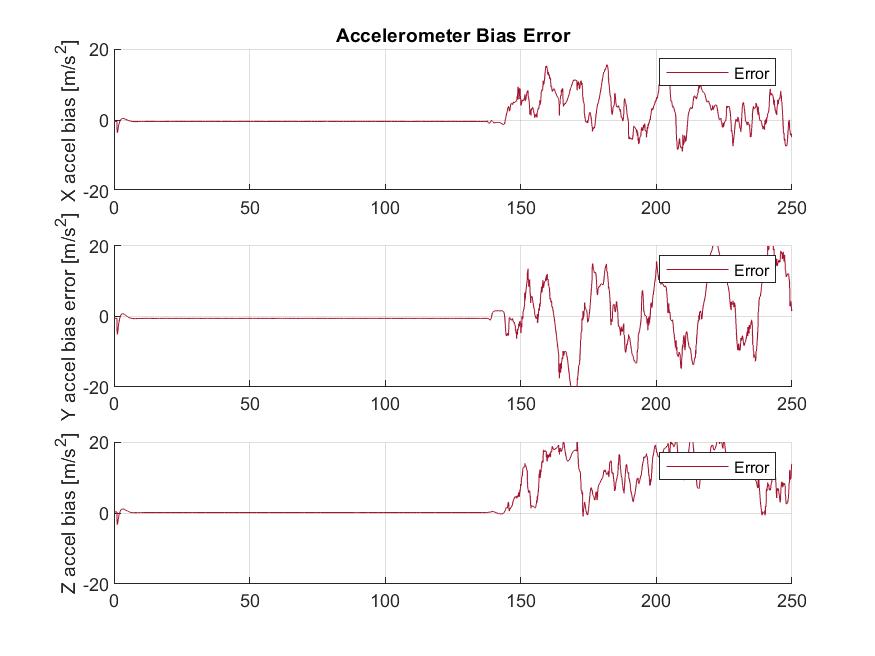 Accelerometer Bias Error
X accel bias [m/s²]
20
0
-20
Error
0 50 100 150 200 250
Y accel bias error [m/s²]
20
0
-20
Error
0 50 100 150 200 250
Z accel bias [m/s²]
20
0
-20
Error
0 50 100 150 200 250